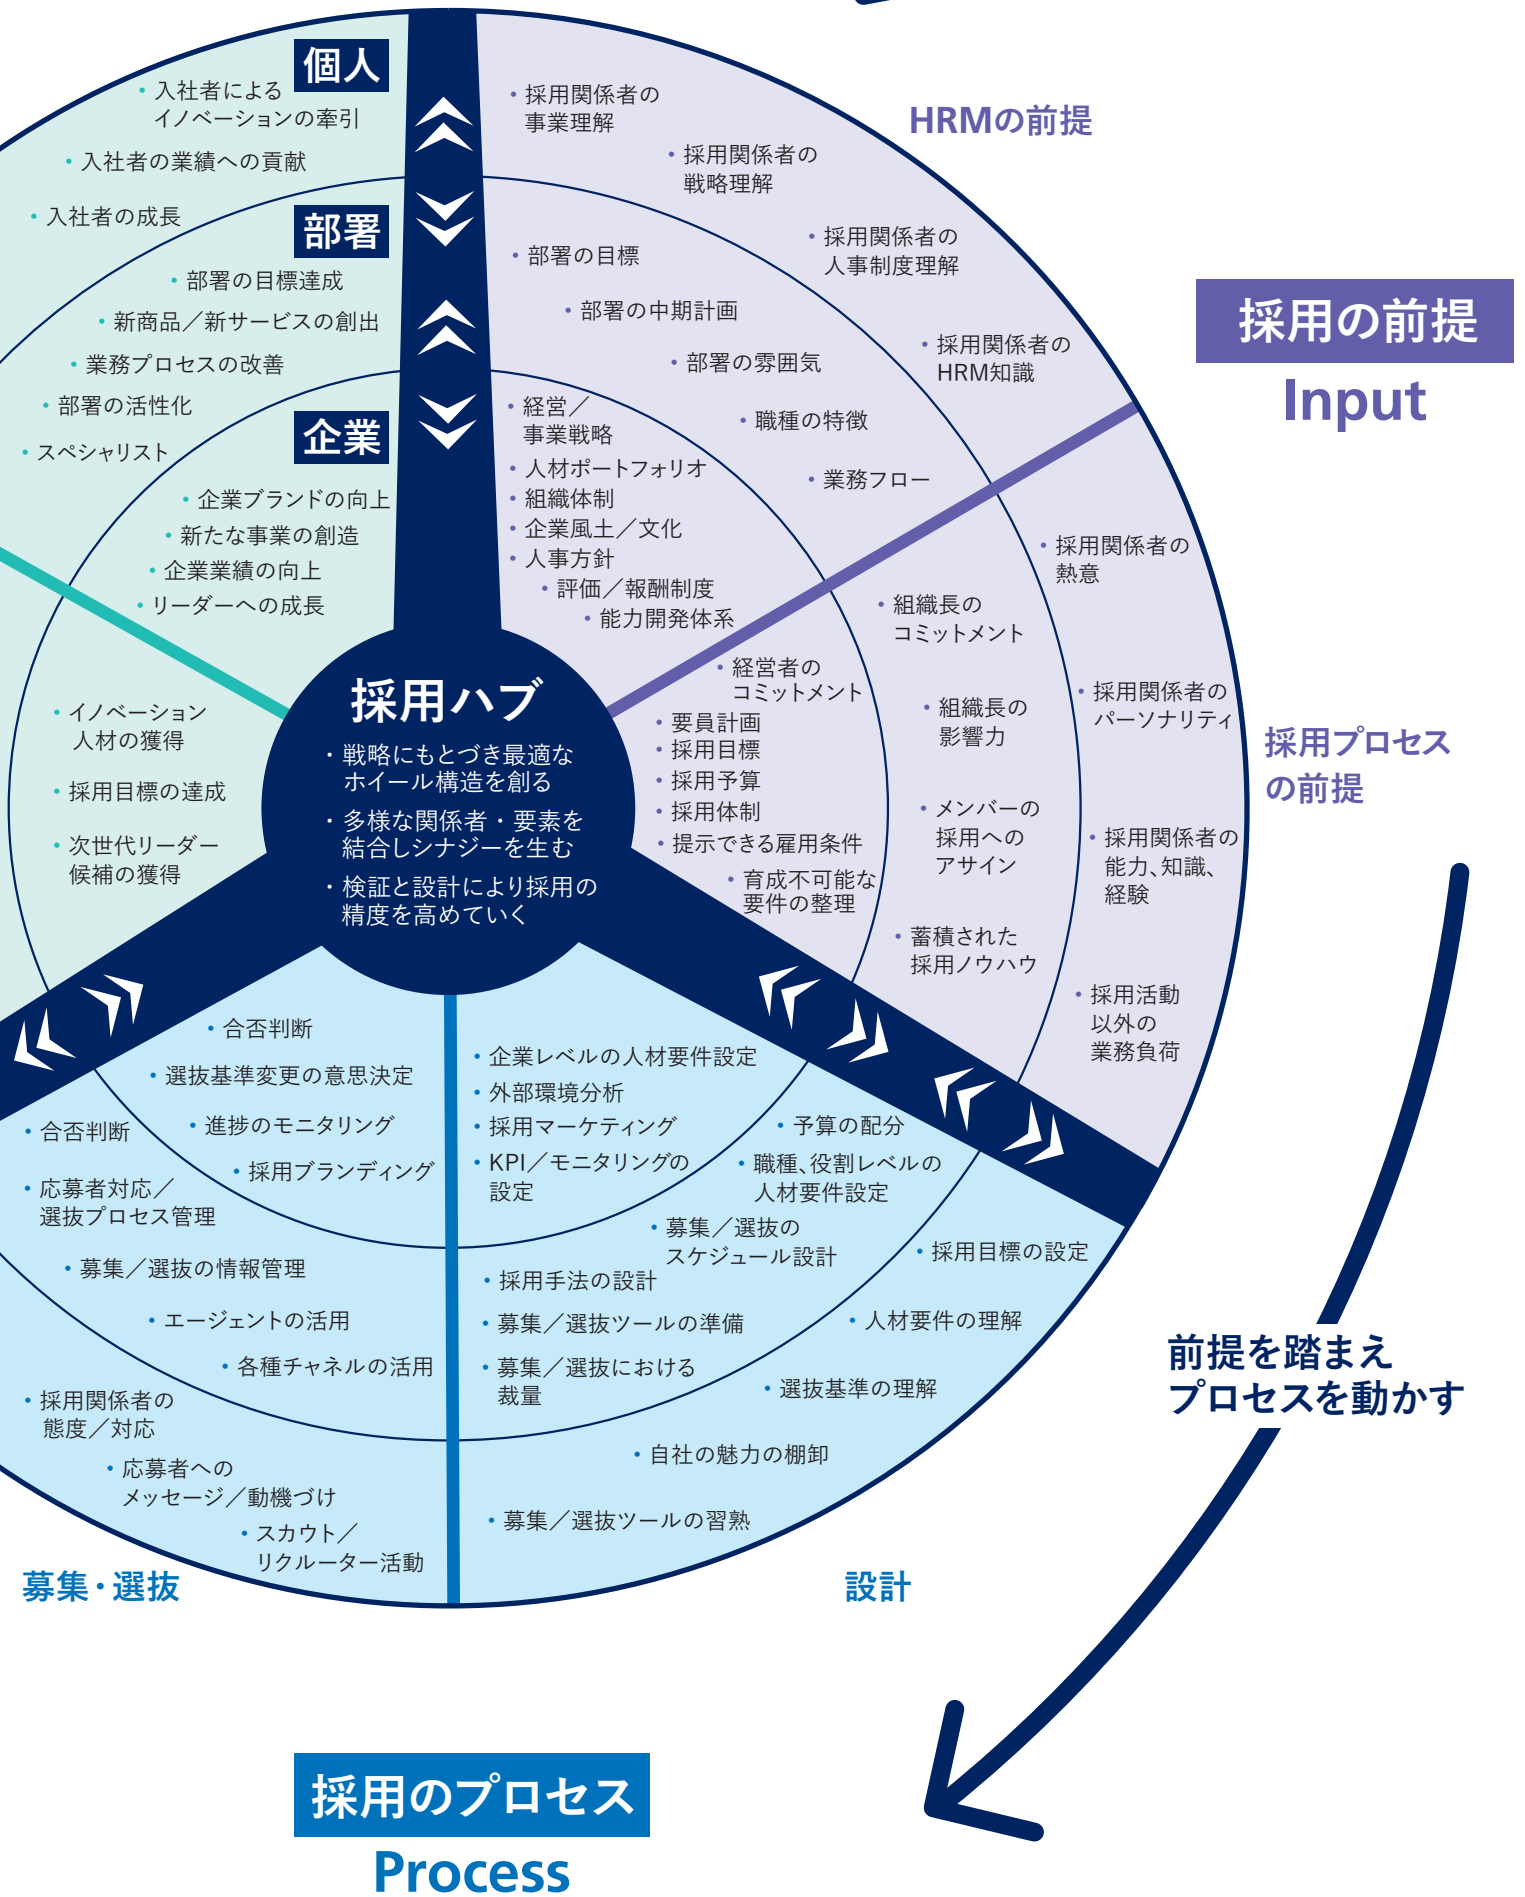 個人
・入社者による
イノベーションの牽引
・入社者の業績への貢献
・入社者の成長
部署
・部署の目標達成
・新商品／新サービスの創出
・業務プロセスの改善
・部署の活性化
・スペシャリスト
企業
・企業ブランドの向上
・新たな事業の創造
・企業業績の向上
・リーダーへの成長
・イノベーション
人材の獲得
・採用目標の達成
・次世代リーダー
候補の獲得
HRMの前提
・採用関係者の
事業理解
・採用関係者の
戦略理解
・採用関係者の
人事制度理解
・採用関係者の
HRM知識
・部署の目標
・部署の中期計画
・部署の雰囲気
・職種の特徴
・業務フロー
・経営／
事業戦略
・人材ポートフォリオ
・組織体制
・企業風土／文化
・人事方針
・評価／報酬制度
・能力開発体系
採用の前提
Input
採用ハブ
・戦略にもとづき最適な
ホイール構造を創る
・多様な関係者・要素を
結合しシナジーを生む
・検証と設計により採用の
精度を高めていく
・経営者の
コミットメント
・要員計画
・採用目標
・採用予算
・採用体制
・提示できる雇用条件
・育成不可能な
要件の整理
・組織長の
コミットメント
・組織長の
影響力
・メンバーの
採用への
アサイン
・蓄積された
採用ノウハウ
・採用関係者の
熱意
・採用関係者の
パーソナリティ
・採用関係者の
能力、知識、
経験
・採用活動
以外の
業務負荷
採用プロセス
の前提
・合否判断
・選抜基準変更の意思決定
・進捗のモニタリング
・採用ブランディング
・合否判断
・応募者対応／
選抜プロセス管理
・募集／選抜の情報管理
・エージェントの活用
・各種チャネルの活用
・採用関係者の
態度／対応
・応募者への
メッセージ／動機づけ
・スカウト／
リクルーター活動
募集・選抜
・企業レベルの人材要件設定
・外部環境分析
・採用マーケティング
・KPI／モニタリングの
設定
・予算の配分
・職種、役割レベルの
人材要件設定
・募集／選抜の
スケジュール設計
・採用手法の設計
・募集／選抜ツールの準備
・募集／選抜における
裁量
・採用目標の設定
・人材要件の理解
・選抜基準の理解
・自社の魅力の棚卸
・募集／選抜ツールの習熟
設計
前提を踏まえ
プロセスを動かす
採用のプロセス
Process